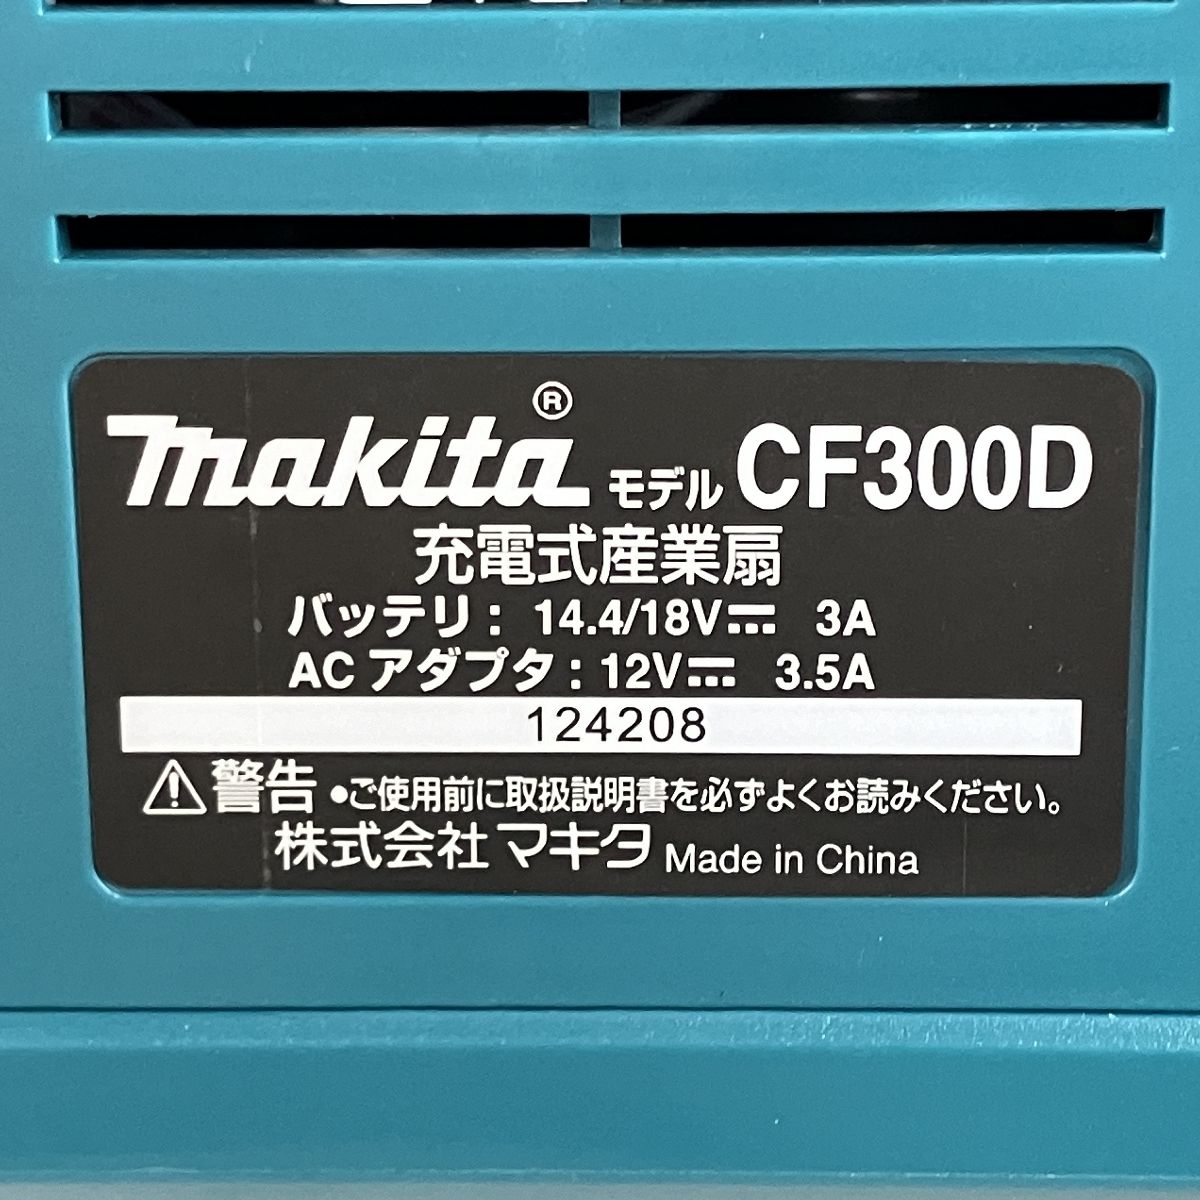 makita® モデル CF300D
充電式産業扇
バッテリ： 14.4/18V⎓ 3A
AC アダプタ：12V⎓ 3.5A
124208
⚠警告 ●ご使用前に取扱説明書を必ずよくお読みください。
株式会社 マキタ Made in China